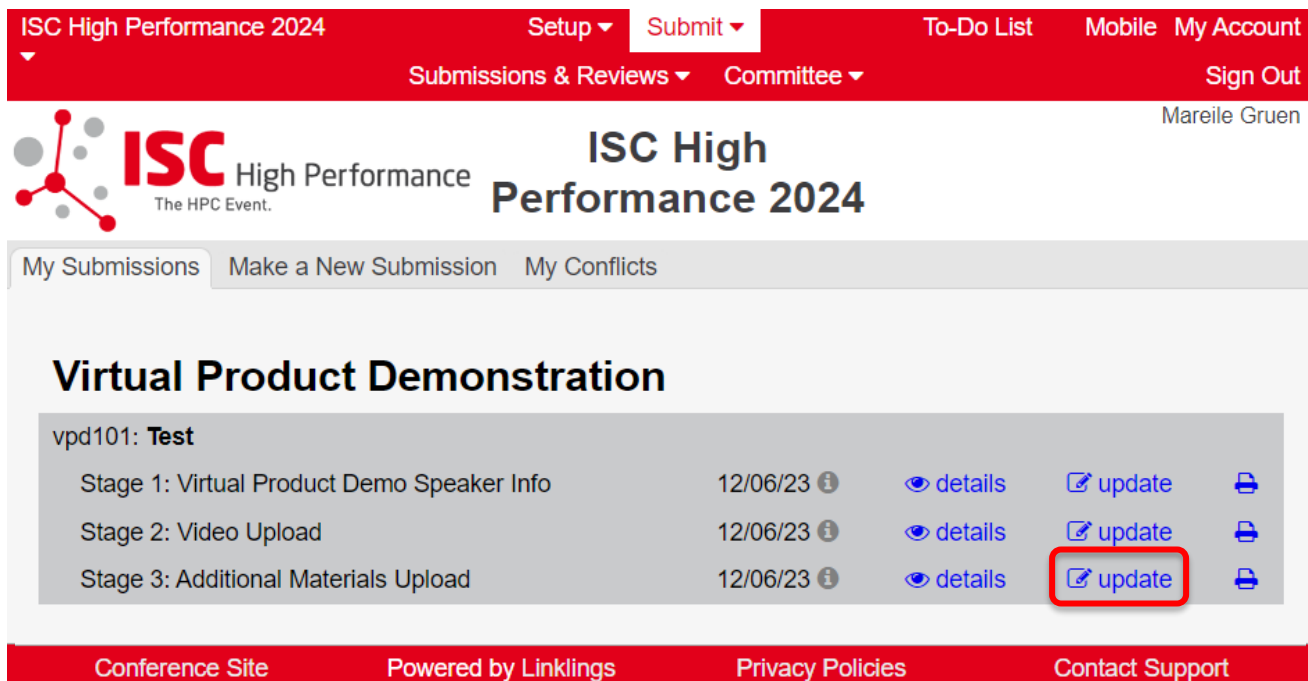 ISC High Performance 2024 Setup Submit To-Do List Mobile My Account
Submissions & Reviews Committee Sign Out
Mareile Gruen
ISC High Performance
The HPC Event.
ISC High
Performance 2024
My Submissions Make a New Submission My Conflicts
Virtual Product Demonstration
vpd101: Test
Stage 1: Virtual Product Demo Speaker Info 12/06/23 details update
Stage 2: Video Upload 12/06/23 details update
Stage 3: Additional Materials Upload 12/06/23 details update
Conference Site Powered by Linklings Privacy Policies Contact Support